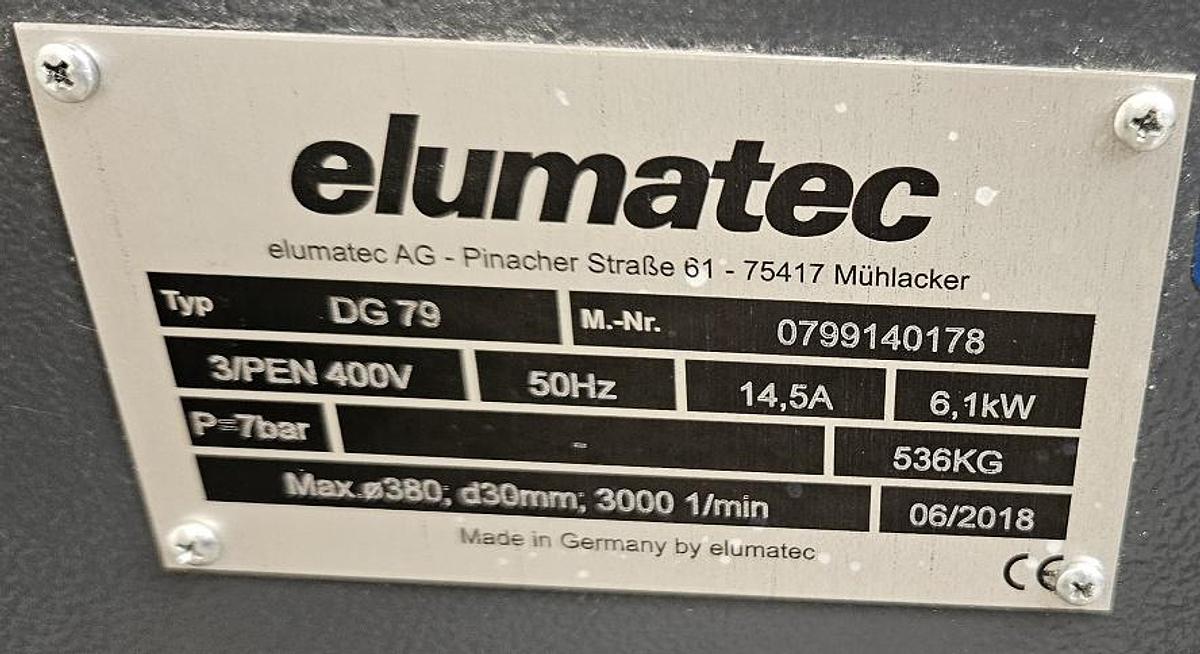 elumatec
elumatec AG - Pinacher Straße 61 - 75417 Mühlacker
Typ DG 79 M.-Nr. 0799140178
3/PEN 400V 50Hz 14,5A 6,1kW
P=7bar - 536KG
Max.ø380; d30mm; 3000 1/min 06/2018
Made in Germany by elumatec
CE